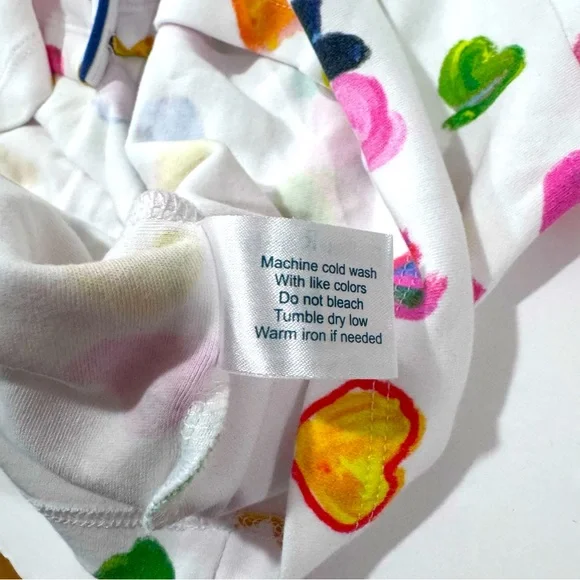 Machine cold wash
With like colors
Do not bleach
Tumble dry low
Warm iron if needed